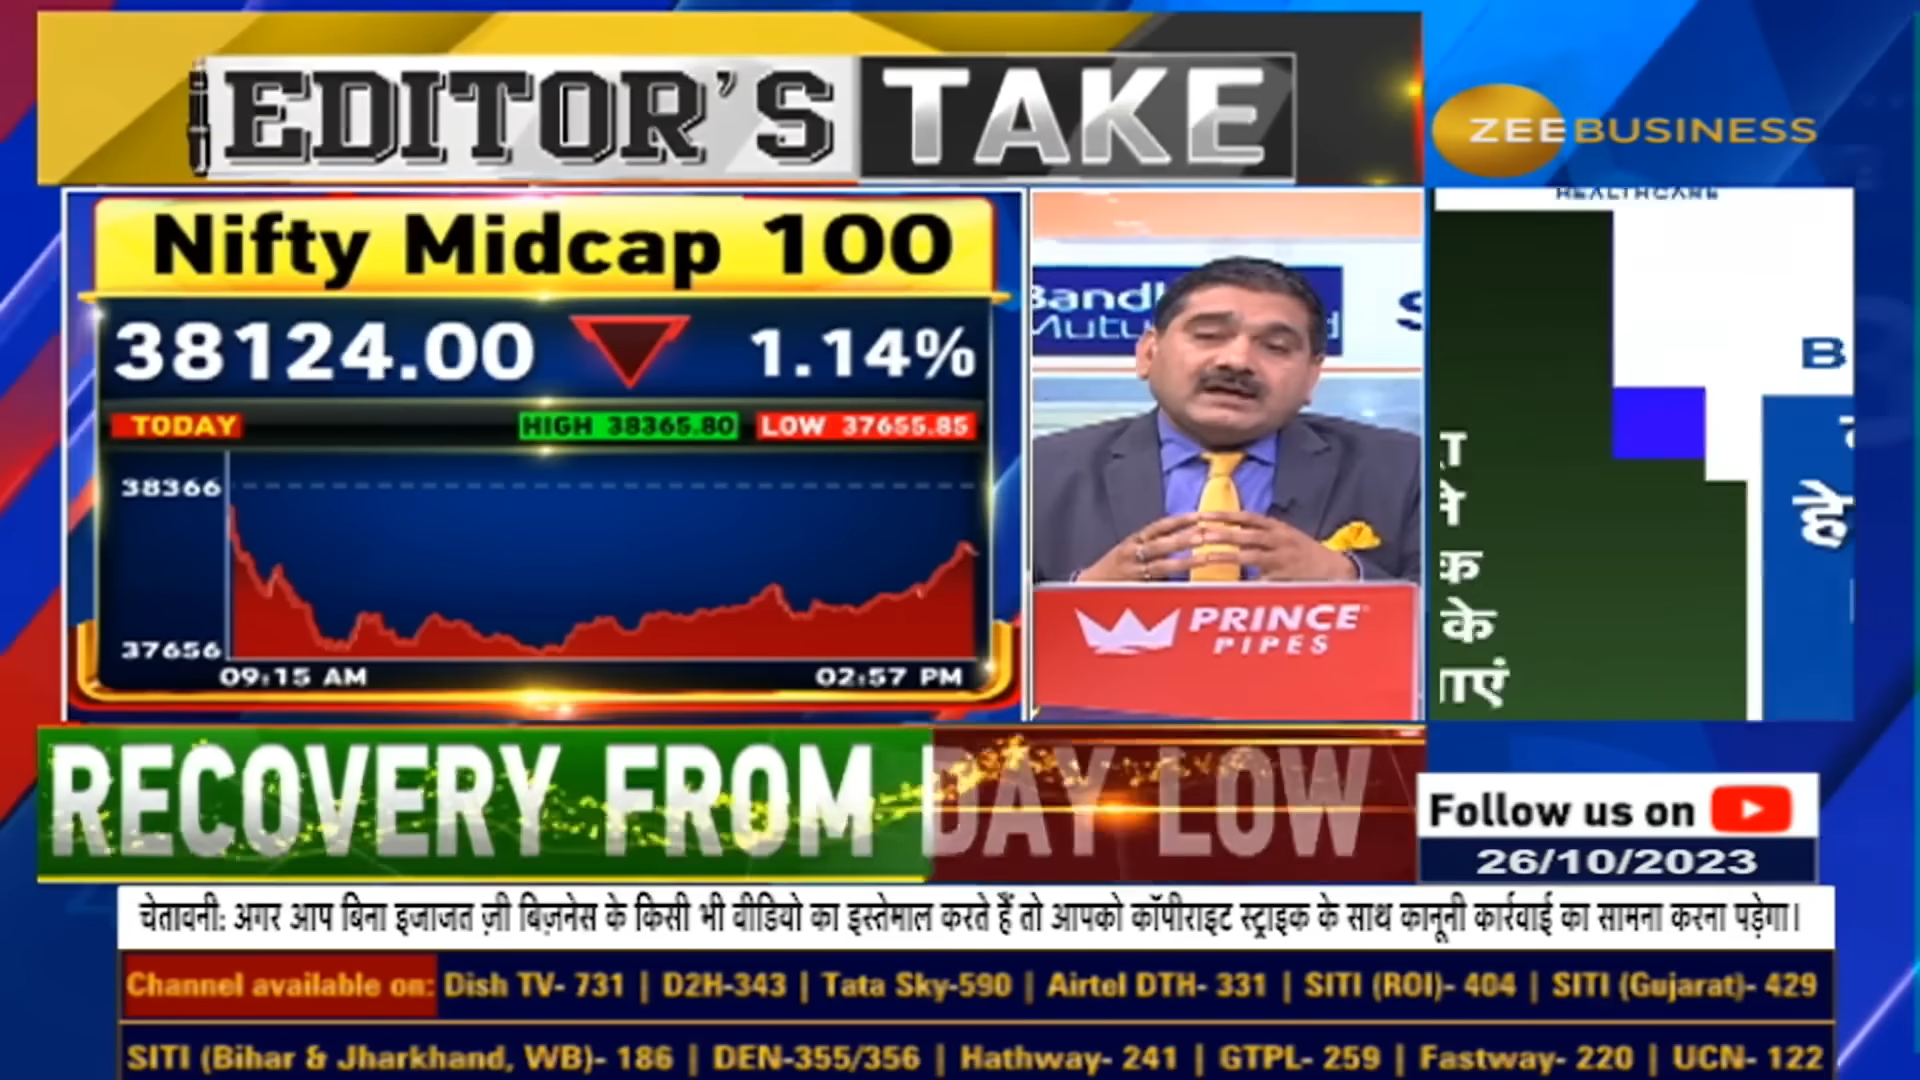 EDITOR'S TAKE
ZEEBUSINESS
HEALTHCARE
Nifty Midcap 100
38124.00 1.14%
TODAY HIGH 38365.80 LOW 37655.85
38366
37656
09:15 AM 02:57 PM
PRINCE
PIPES
B
हे
में
क
के
RECOVERY FROM DAY LOW
Follow us on
26/10/2023
चेतावनी: अगर आप बिना इजाजत ज़ी बिज़नेस के किसी भी वीडियो का इस्तेमाल करते हैं तो आपको कॉपीराइट स्ट्राइक के साथ कानूनी कार्रवाई का सामना करना पड़ेगा।
Channel available on: Dish TV- 731 | D2H-343 | Tata Sky-590 | Airtel DTH- 331 | SITI (ROI)- 404 | SITI (Gujarat)- 429
SITI (Bihar & Jharkhand, WB)- 186 | DEN-355/356 | Hathway- 241 | GTPL- 259 | Fastway- 220 | UCN- 122